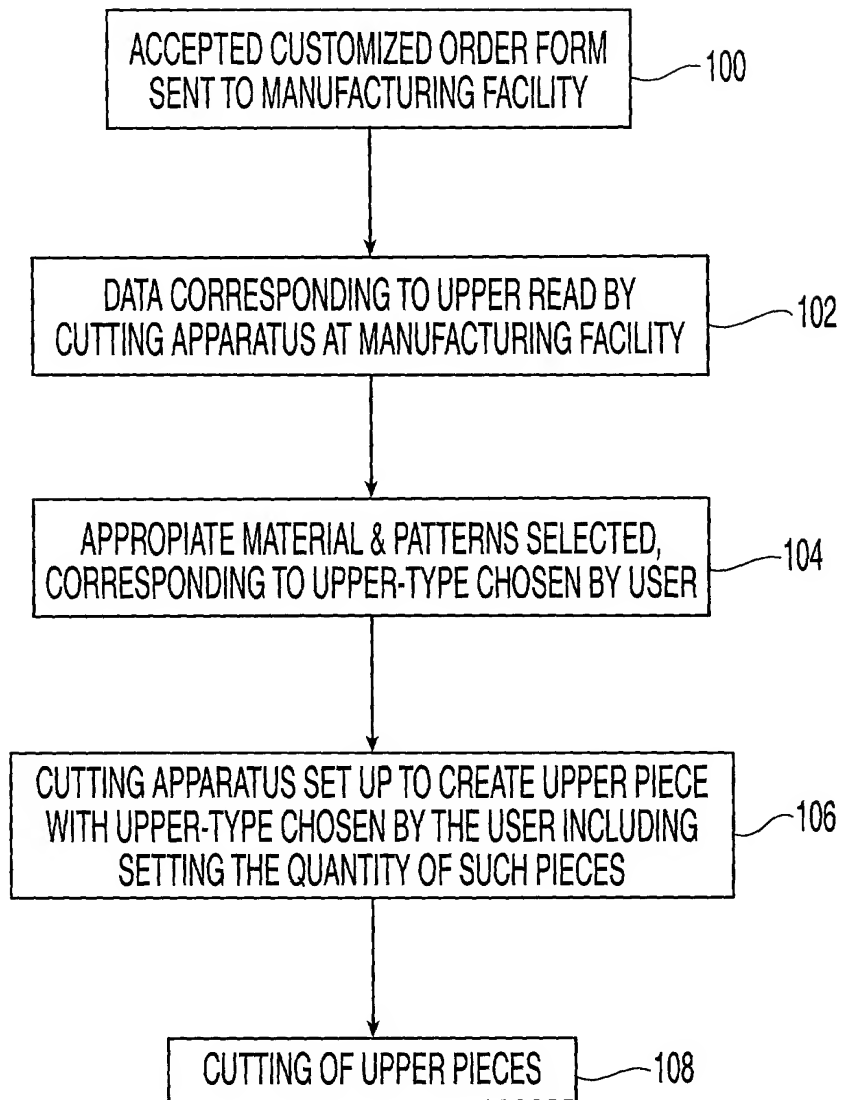 ACCEPTED CUSTOMIZED ORDER FORM
SENT TO MANUFACTURING FACILITY
100
DATA CORRESPONDING TO UPPER READ BY
CUTTING APPARATUS AT MANUFACTURING FACILITY
102
APPROPIATE MATERIAL & PATTERNS SELECTED,
CORRESPONDING TO UPPER-TYPE CHOSEN BY USER
104
CUTTING APPARATUS SET UP TO CREATE UPPER PIECE
WITH UPPER-TYPE CHOSEN BY THE USER INCLUDING
SETTING THE QUANTITY OF SUCH PIECES
106
CUTTING OF UPPER PIECES
108